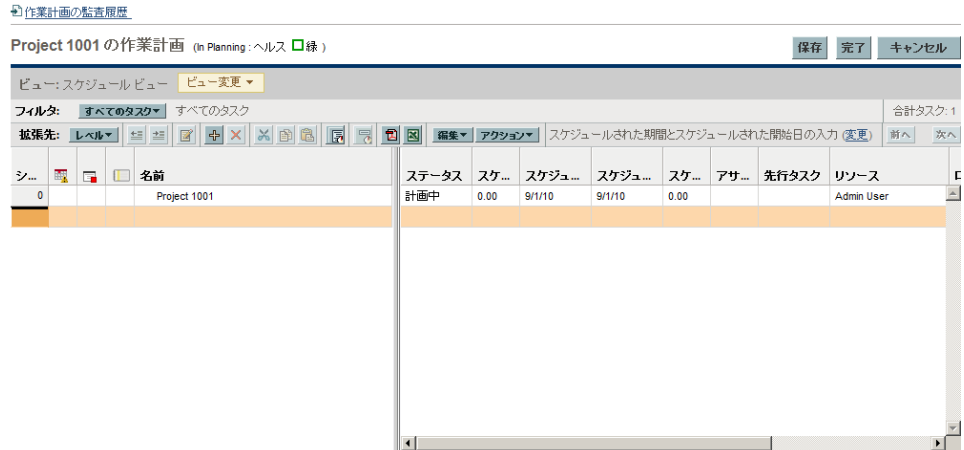 作業計画の監査履歴
Project 1001 の作業計画 (In Planning : ヘルス 緑 )
保存 完了 キャンセル
ビュー: スケジュール ビュー ビュー変更
フィルタ: すべてのタスク すべてのタスク 合計タスク: 1
拡張先: レベル 編集 アクション スケジュールされた期間とスケジュールされた開始日の入力 (変更) 前へ 次へ
シ... 名前 ステータス スケ... スケジュ... スケジュ... スケ... アサ... 先行タスク リソース ロ
0 Project 1001 計画中 0.00 9/1/10 9/1/10 0.00 Admin User